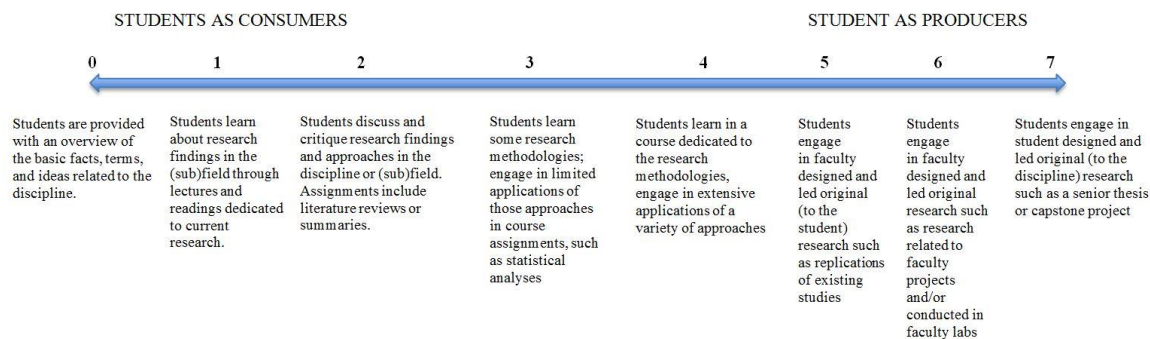 STUDENTS AS CONSUMERS
STUDENT AS PRODUCERS
0
1
2
3
4
5
6
7
Students are provided
with an overview of
the basic facts, terms,
and ideas related to the
discipline.
Students learn
about research
findings in the
(sub)field through
lectures and
readings dedicated
to current
research.
Students discuss and
critique research findings
and approaches in the
discipline or (sub)field.
Assignments include
literature reviews or
summaries.
Students learn
some research
methodologies;
engage in limited
applications of
those approaches
in course
assignments, such
as statistical
analyses
Students learn in a
course dedicated to
the research
methodologies,
engage in extensive
applications of a
variety of approaches
Students
engage
in faculty
designed and
led original
(to the
student)
research such
as replications
of existing
studies
Students
engage
in faculty
designed and
led original
research such
as research
related to
faculty
projects
and/or
conducted in
faculty labs
Students engage in
student designed and
led original (to the
discipline) research
such as a senior thesis
or capstone project